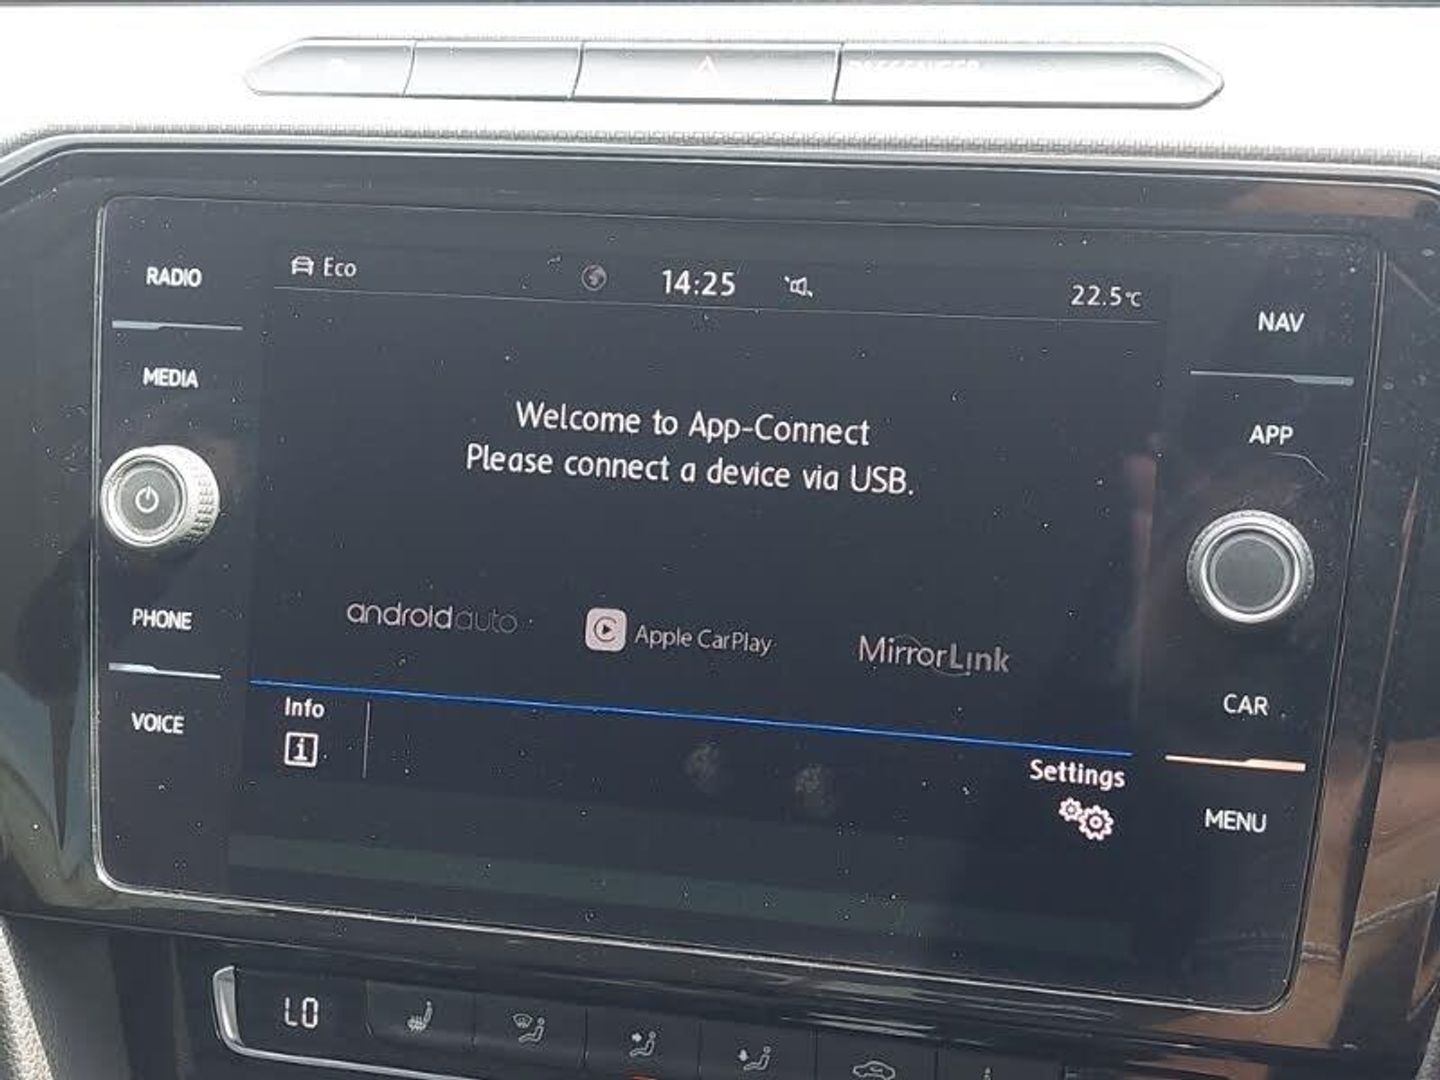 PASSENGER
RADIO
MEDIA
PHONE
VOICE
Eco
14:25
22.5°C
Welcome to App-Connect
Please connect a device via USB.
androidauto
Apple CarPlay
MirrorLink
Info
i
Settings
NAV
APP
CAR
MENU
LO